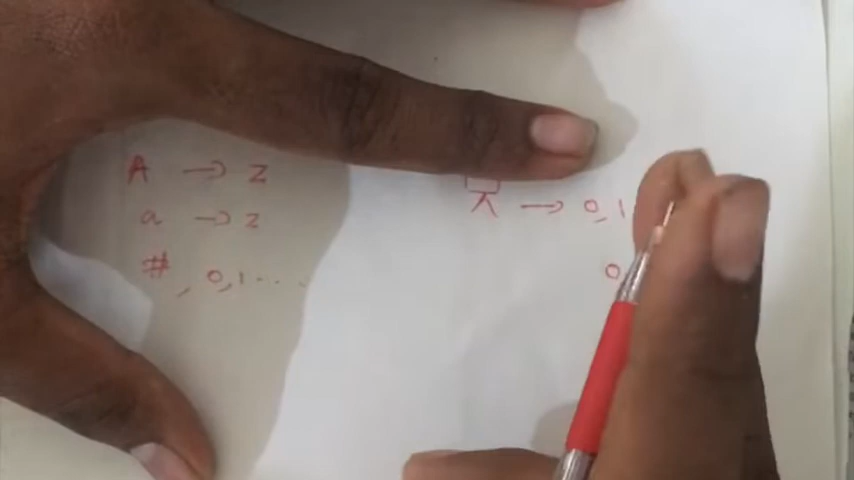 A → Z
a → z
#, 0,1....
→ 0,1
0